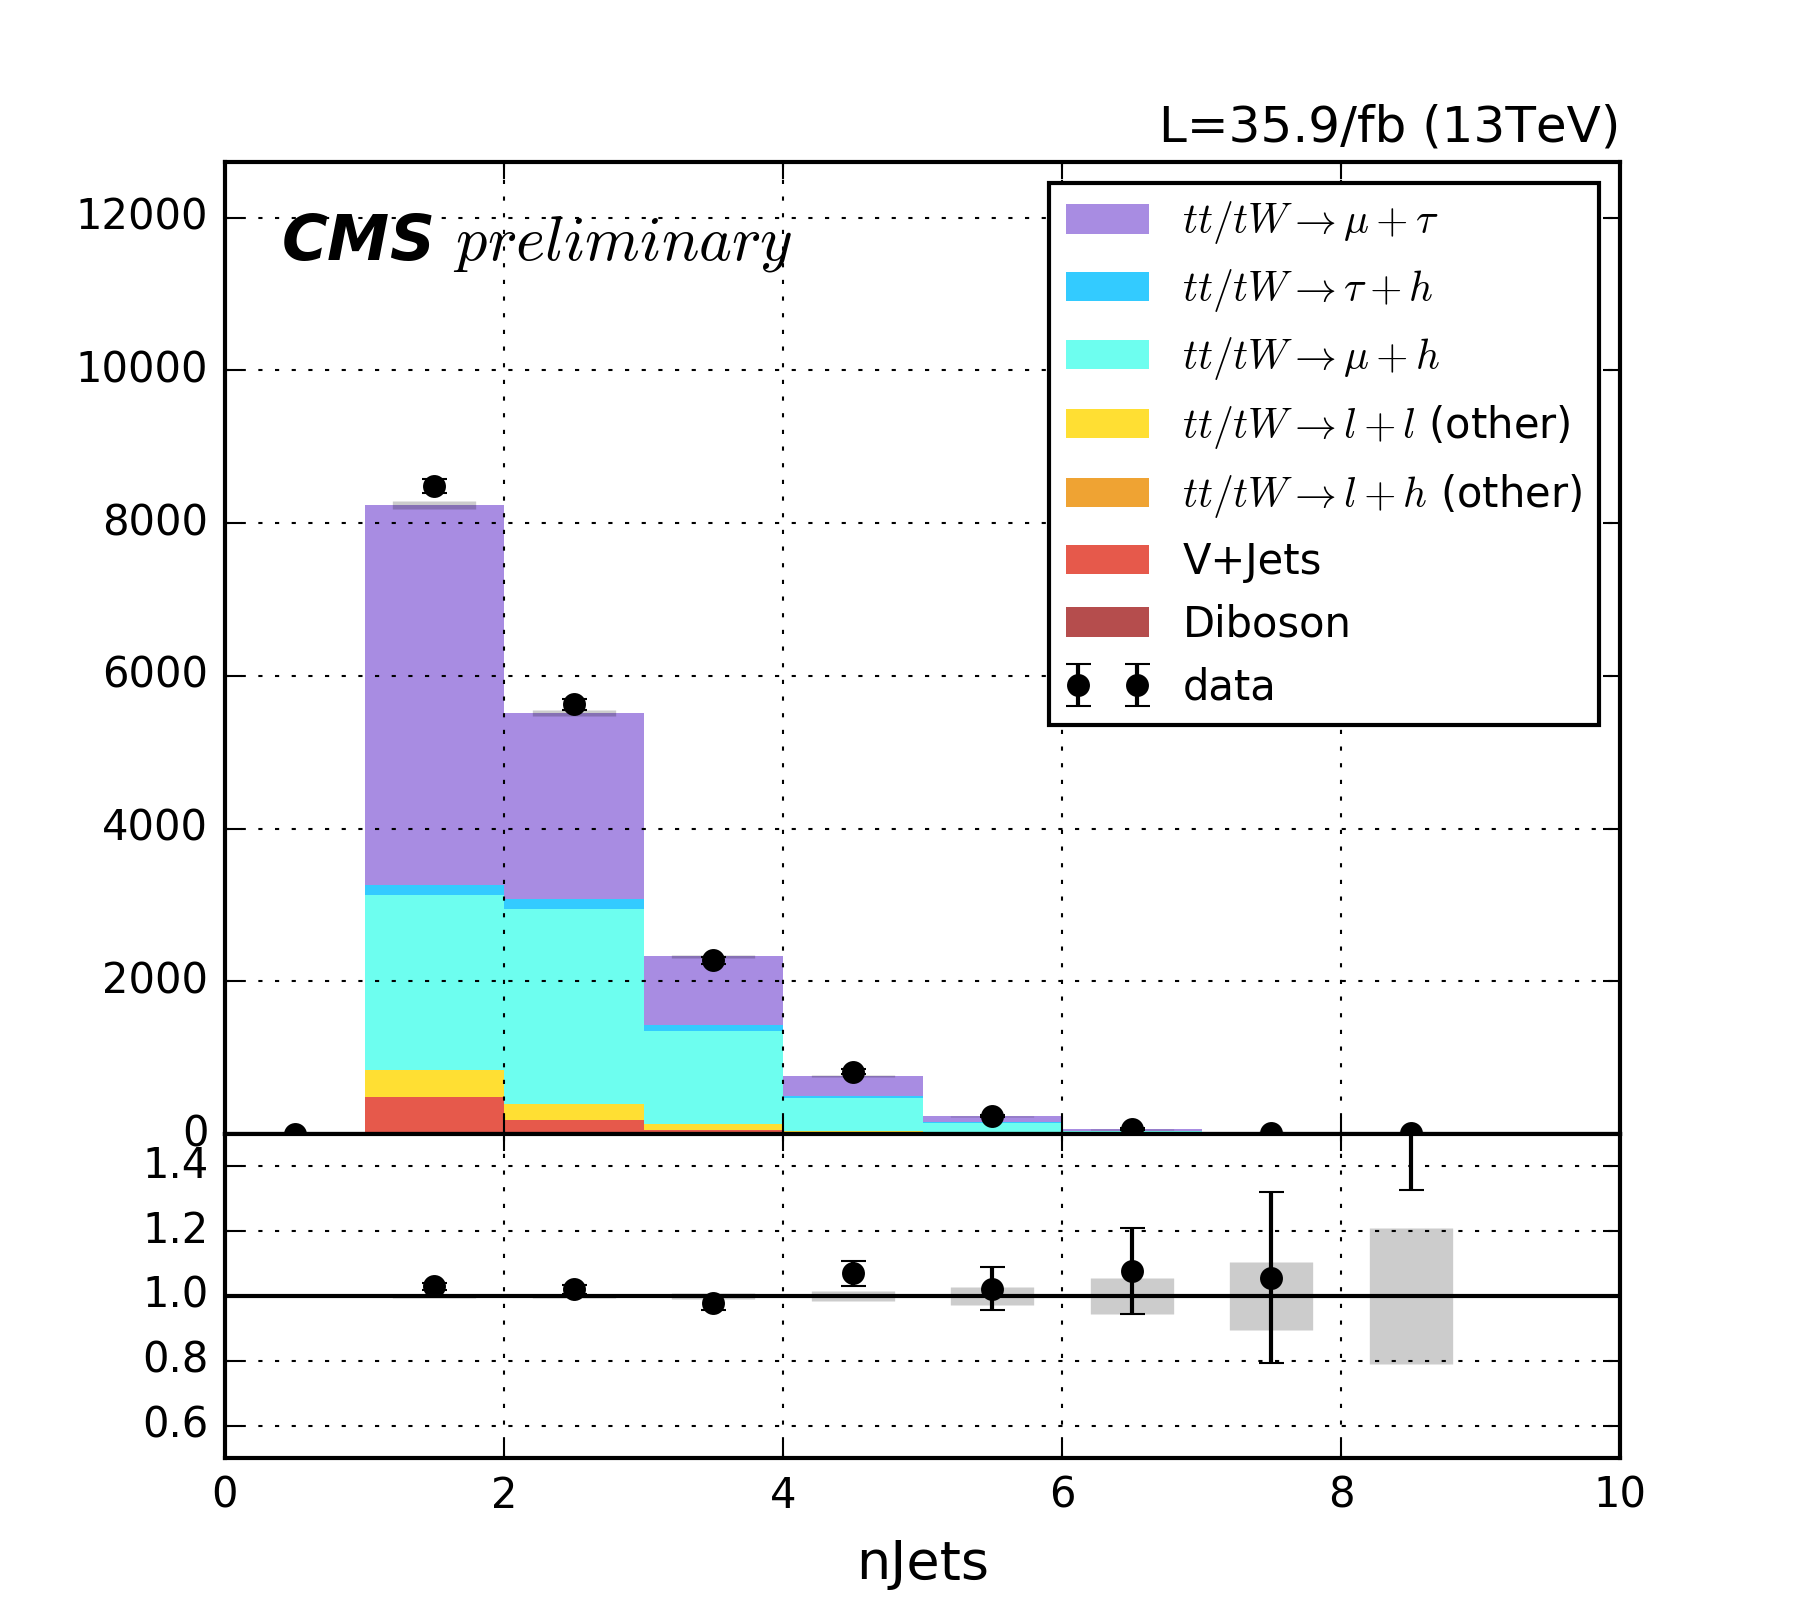 L=35.9/fb (13TeV)
CMS preliminary
tt/tW→μ+τ
tt/tW→τ+h
tt/tW→μ+h
tt/tW→l+l (other)
tt/tW→l+h (other)
V+Jets
Diboson
data
12000
10000
8000
6000
4000
2000
0
1.4
1.2
1.0
0.8
0.6
0 2 4 6 8 10
nJets